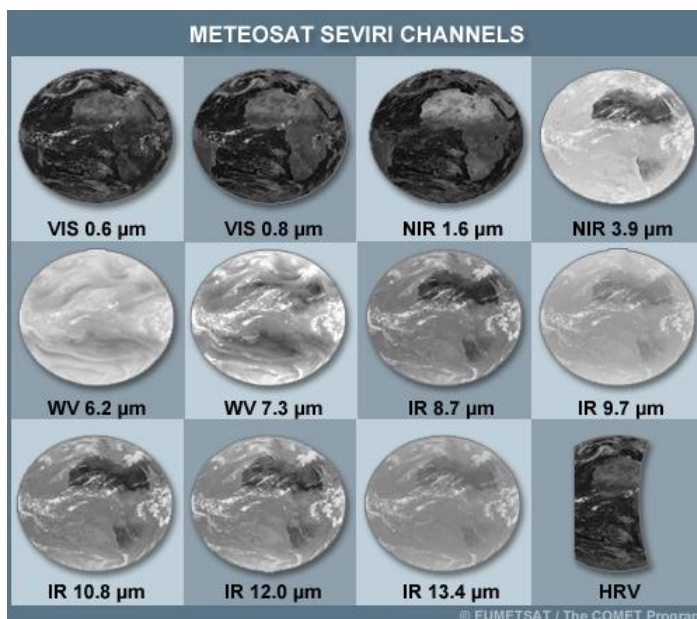 METEOSAT SEVIRI CHANNELS
VIS 0.6 µm
VIS 0.8 µm
NIR 1.6 µm
NIR 3.9 µm
WV 6.2 µm
WV 7.3 µm
IR 8.7 µm
IR 9.7 µm
IR 10.8 µm
IR 12.0 µm
IR 13.4 µm
HRV
© EUMETSAT / The COMET Program